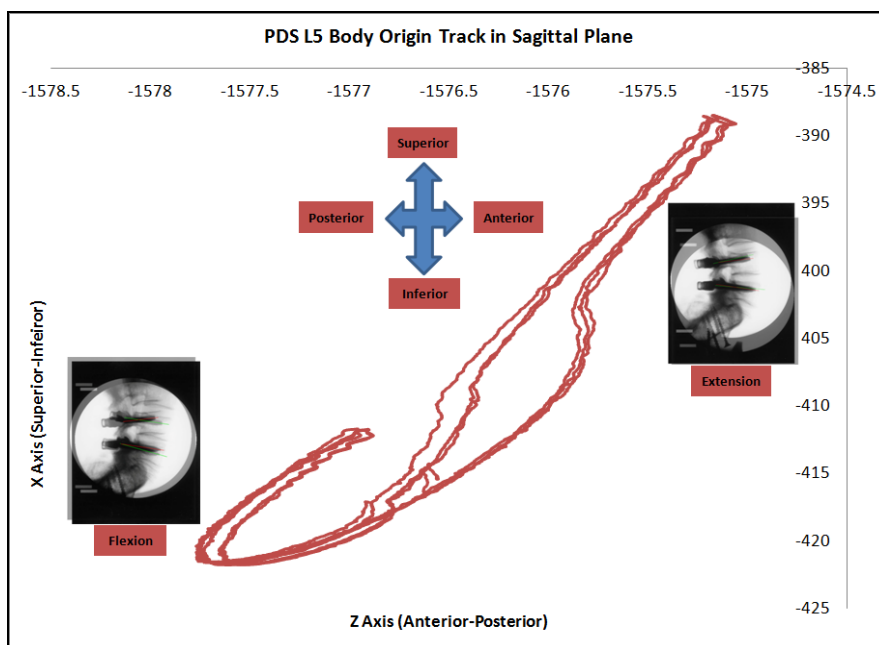 PDS L5 Body Origin Track in Sagittal Plane
-385
-1578.5 -1578 -1577.5 -1577 -1576.5 -1576 -1575.5 -1575 -1574.5
-390
-395
-400
-405
-410
-415
-420
-425
Superior
Posterior
Anterior
Inferior
Extension
Flexion
X Axis (Superior-Infeiror)
Z Axis (Anterior-Posterior)